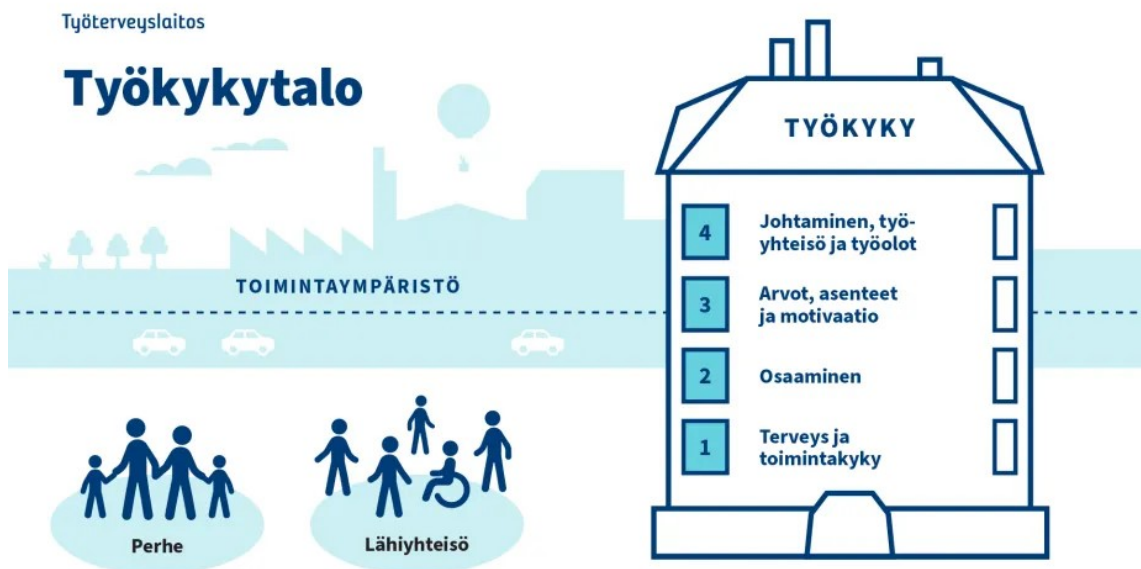 Työterveyslaitos
Työkykytalo
TYÖKYKY
4
Johtaminen, työ-
yhteisö ja työolot
3
Arvot, asenteet
ja motivaatio
2
Osaaminen
1
Terveys ja
toimintakyky
TOIMINTAYMPÄRISTÖ
Perhe
Lähiyhteisö